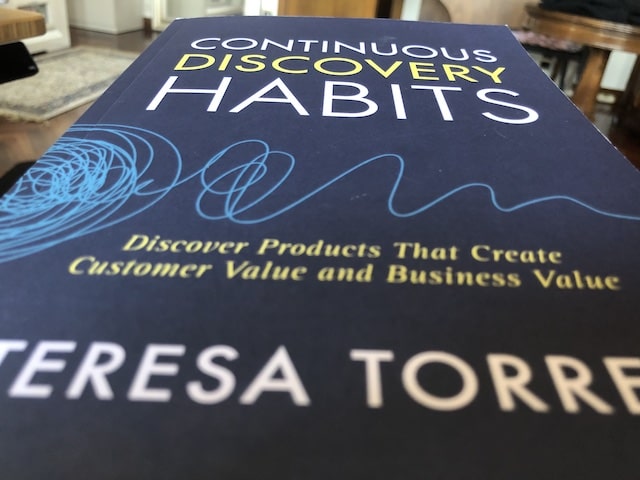 CONTINUOUS
DISCOVERY
HABITS
Discover Products That Create
Customer Value and Business Value
TERESA TORRE